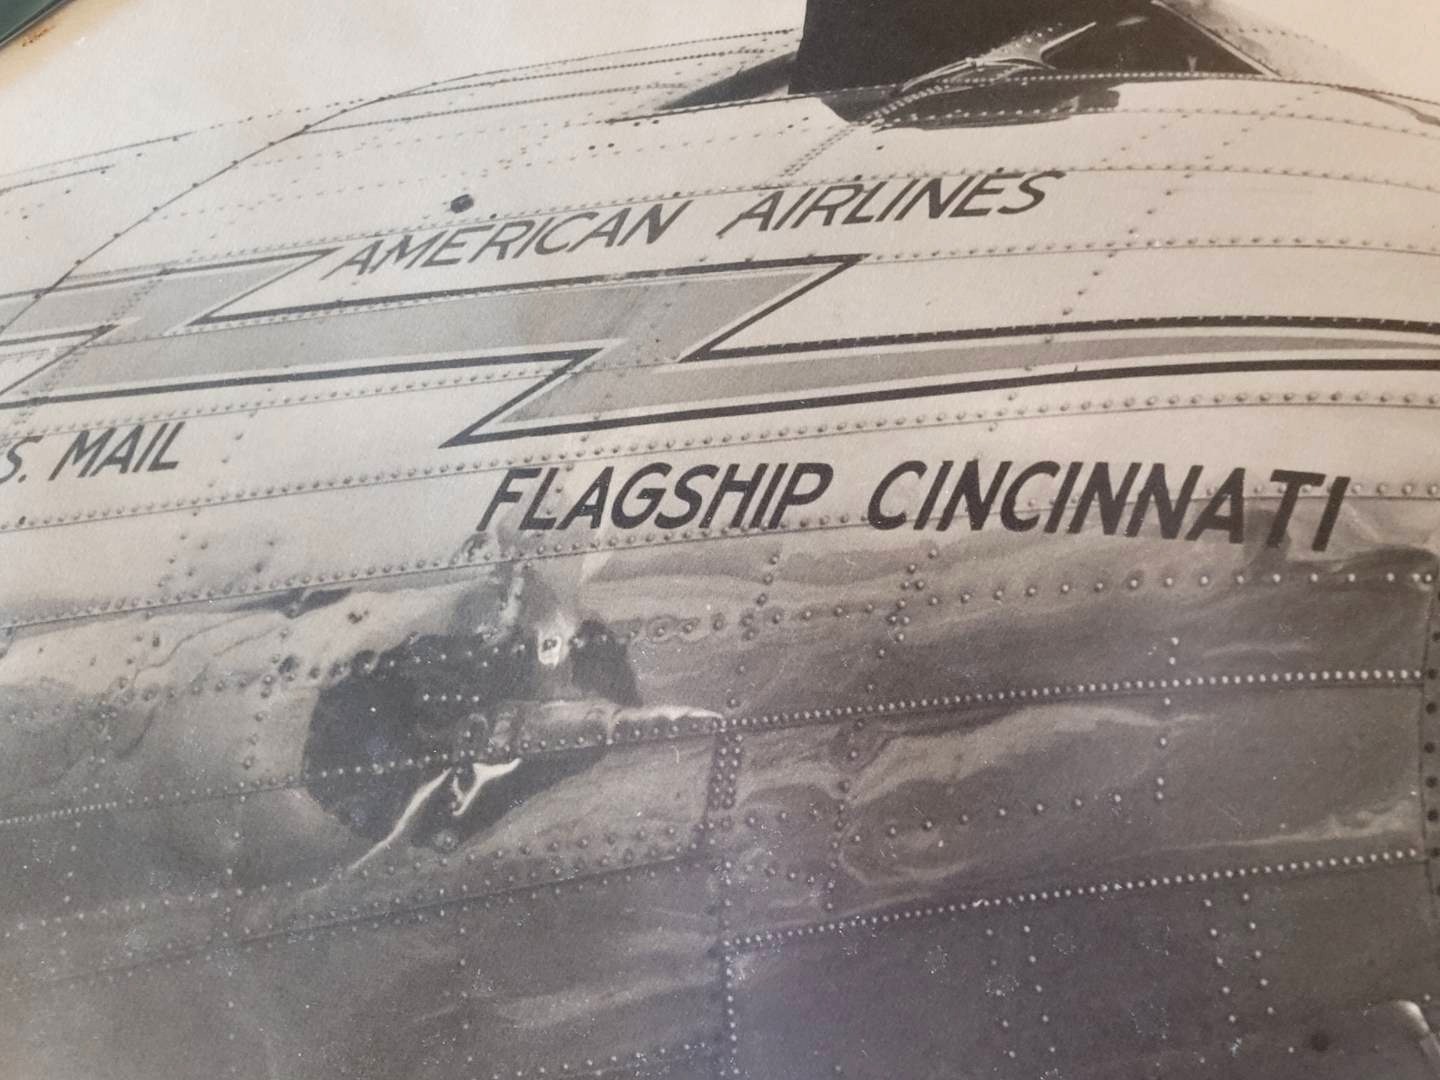 AMERICAN AIRLINES
S. MAIL
FLAGSHIP CINCINNATI